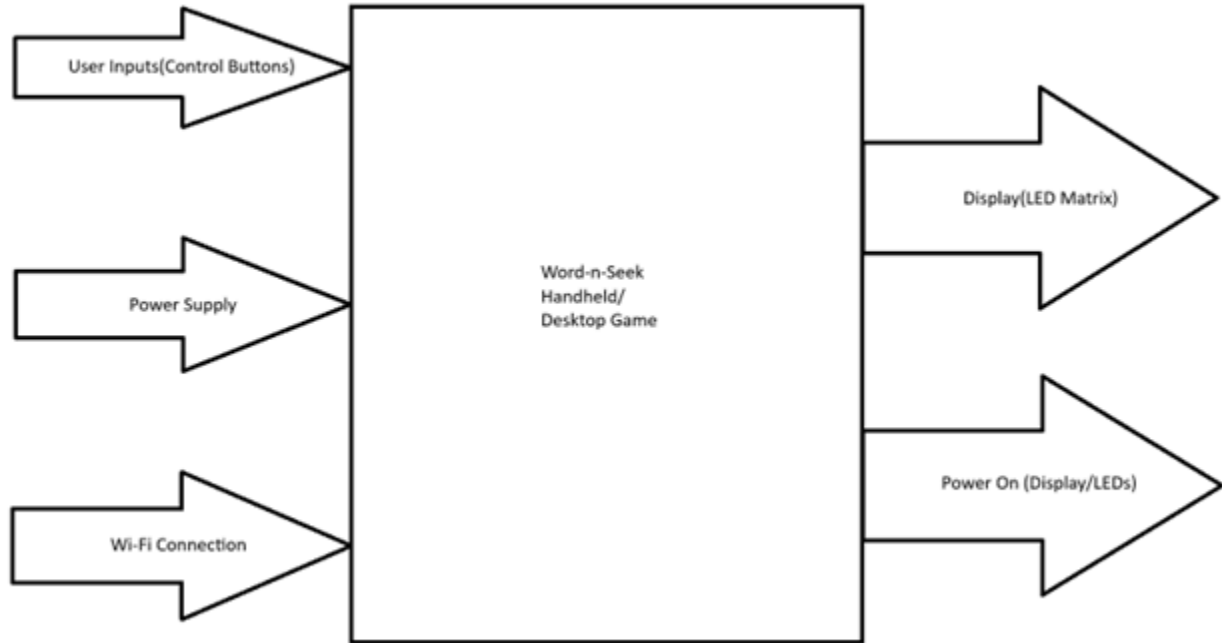 User Inputs(Control Buttons)
Power Supply
Wi-Fi Connection
Word-n-Seek
Handheld/
Desktop Game
Display(LED Matrix)
Power On (Display/LEDs)